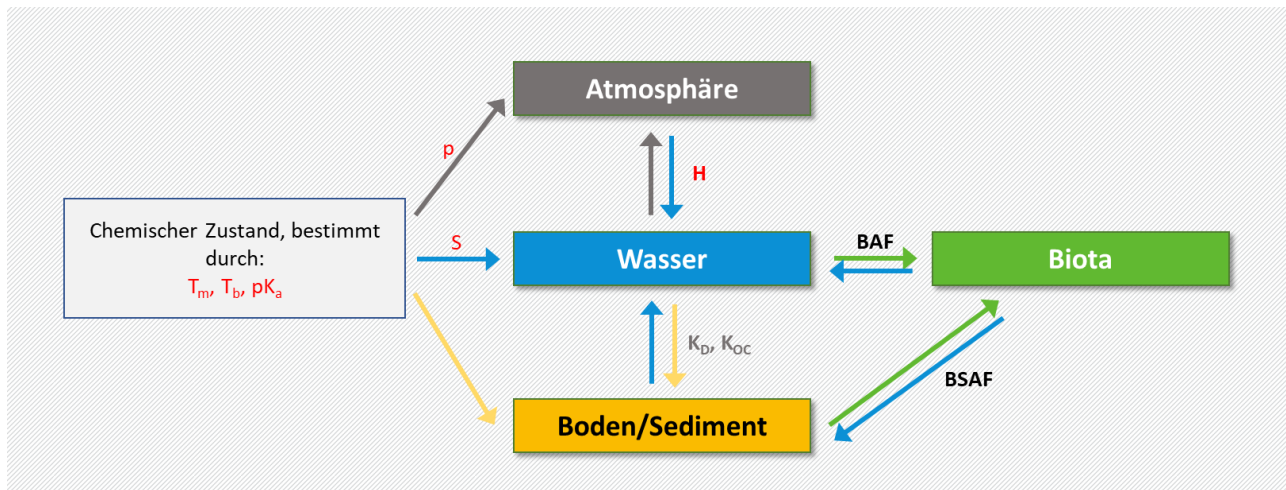 Atmosphäre
p
H
Chemischer Zustand, bestimmt
durch:
Tm, Tb, pKa
S
Wasser
BAF
Biota
KD, KOC
BSAF
Boden/Sediment